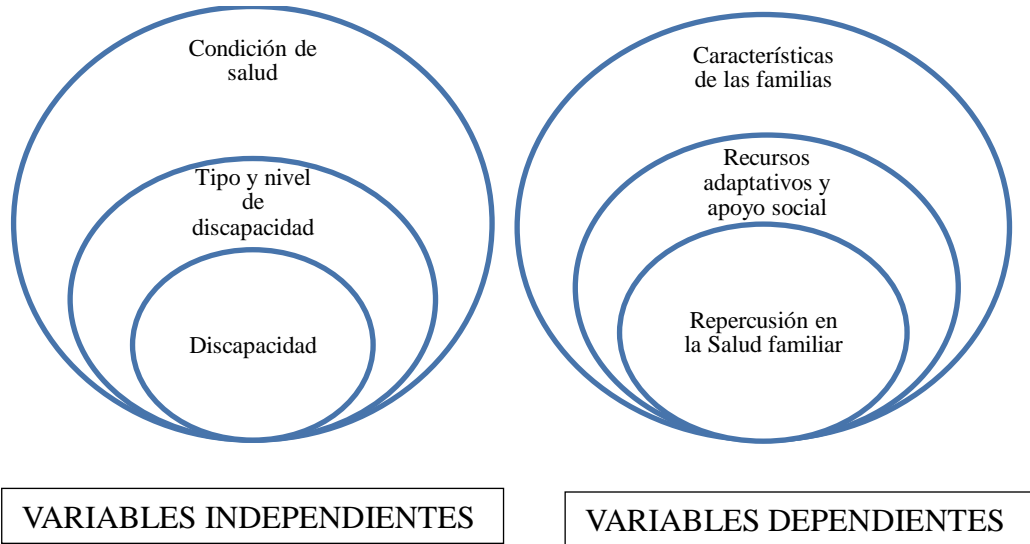 Condición de
salud
Tipo y nivel
de
discapacidad
Discapacidad
Características
de las familias
Recursos
adaptativos y
apoyo social
Repercusión en
la Salud familiar
VARIABLES INDEPENDIENTES
VARIABLES DEPENDIENTES